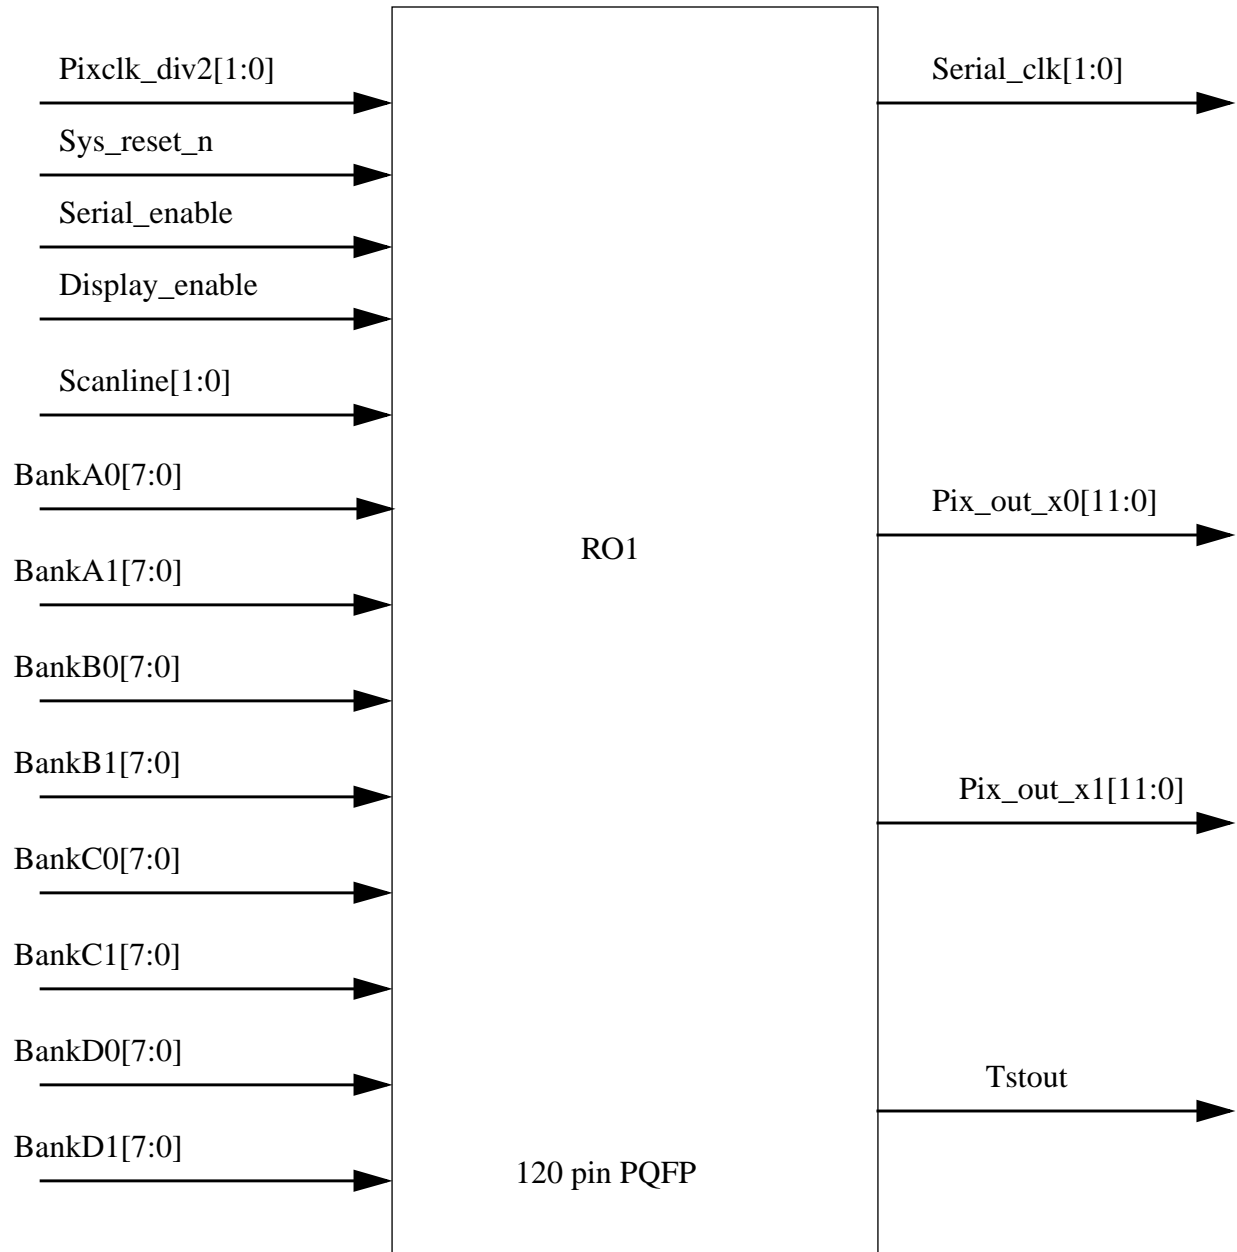 Pixclk_div2[1:0]
Sys_reset_n
Serial_enable
Display_enable
Scanline[1:0]
BankA0[7:0]
BankA1[7:0]
BankB0[7:0]
BankB1[7:0]
BankC0[7:0]
BankC1[7:0]
BankD0[7:0]
BankD1[7:0]
RO1
120 pin PQFP
Serial_clk[1:0]
Pix_out_x0[11:0]
Pix_out_x1[11:0]
Tstout